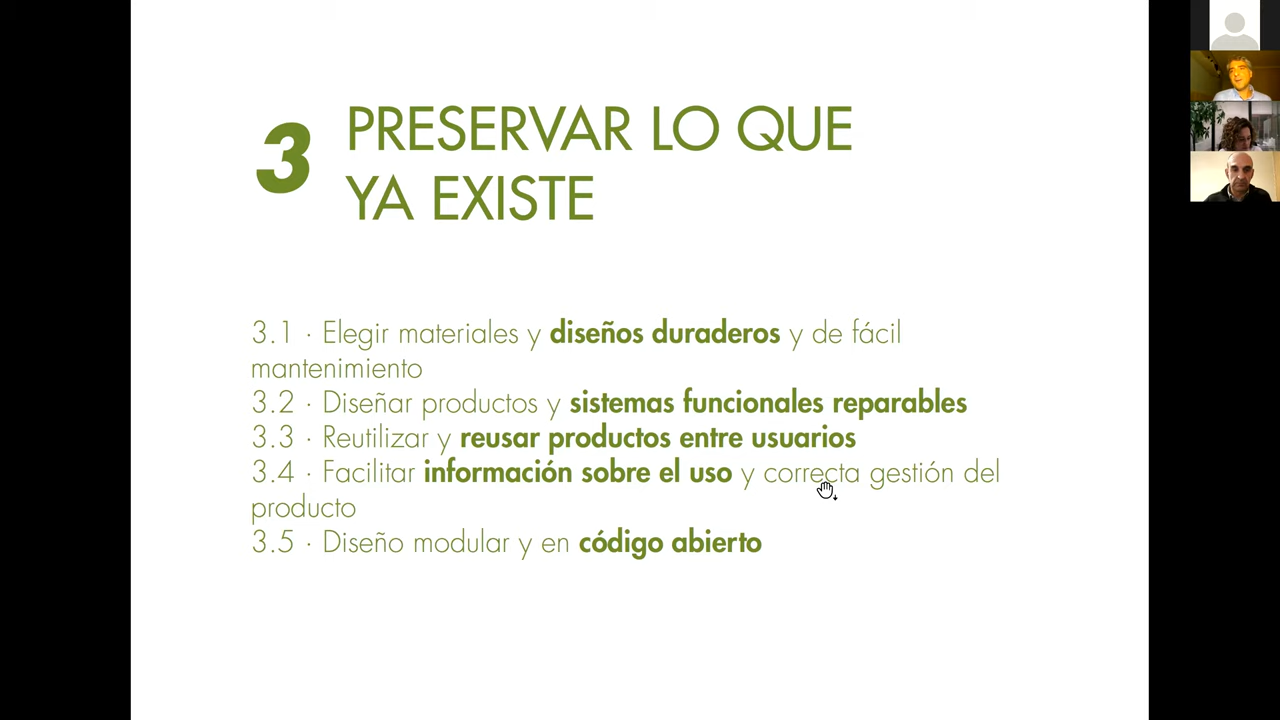 3 PRESERVAR LO QUE
YA EXISTE
3.1 · Elegir materiales y diseños duraderos y de fácil
mantenimiento
3.2 · Diseñar productos y sistemas funcionales reparables
3.3 · Reutilizar y reusar productos entre usuarios
3.4 · Facilitar información sobre el uso y correcta gestión del
producto
3.5 · Diseño modular y en código abierto